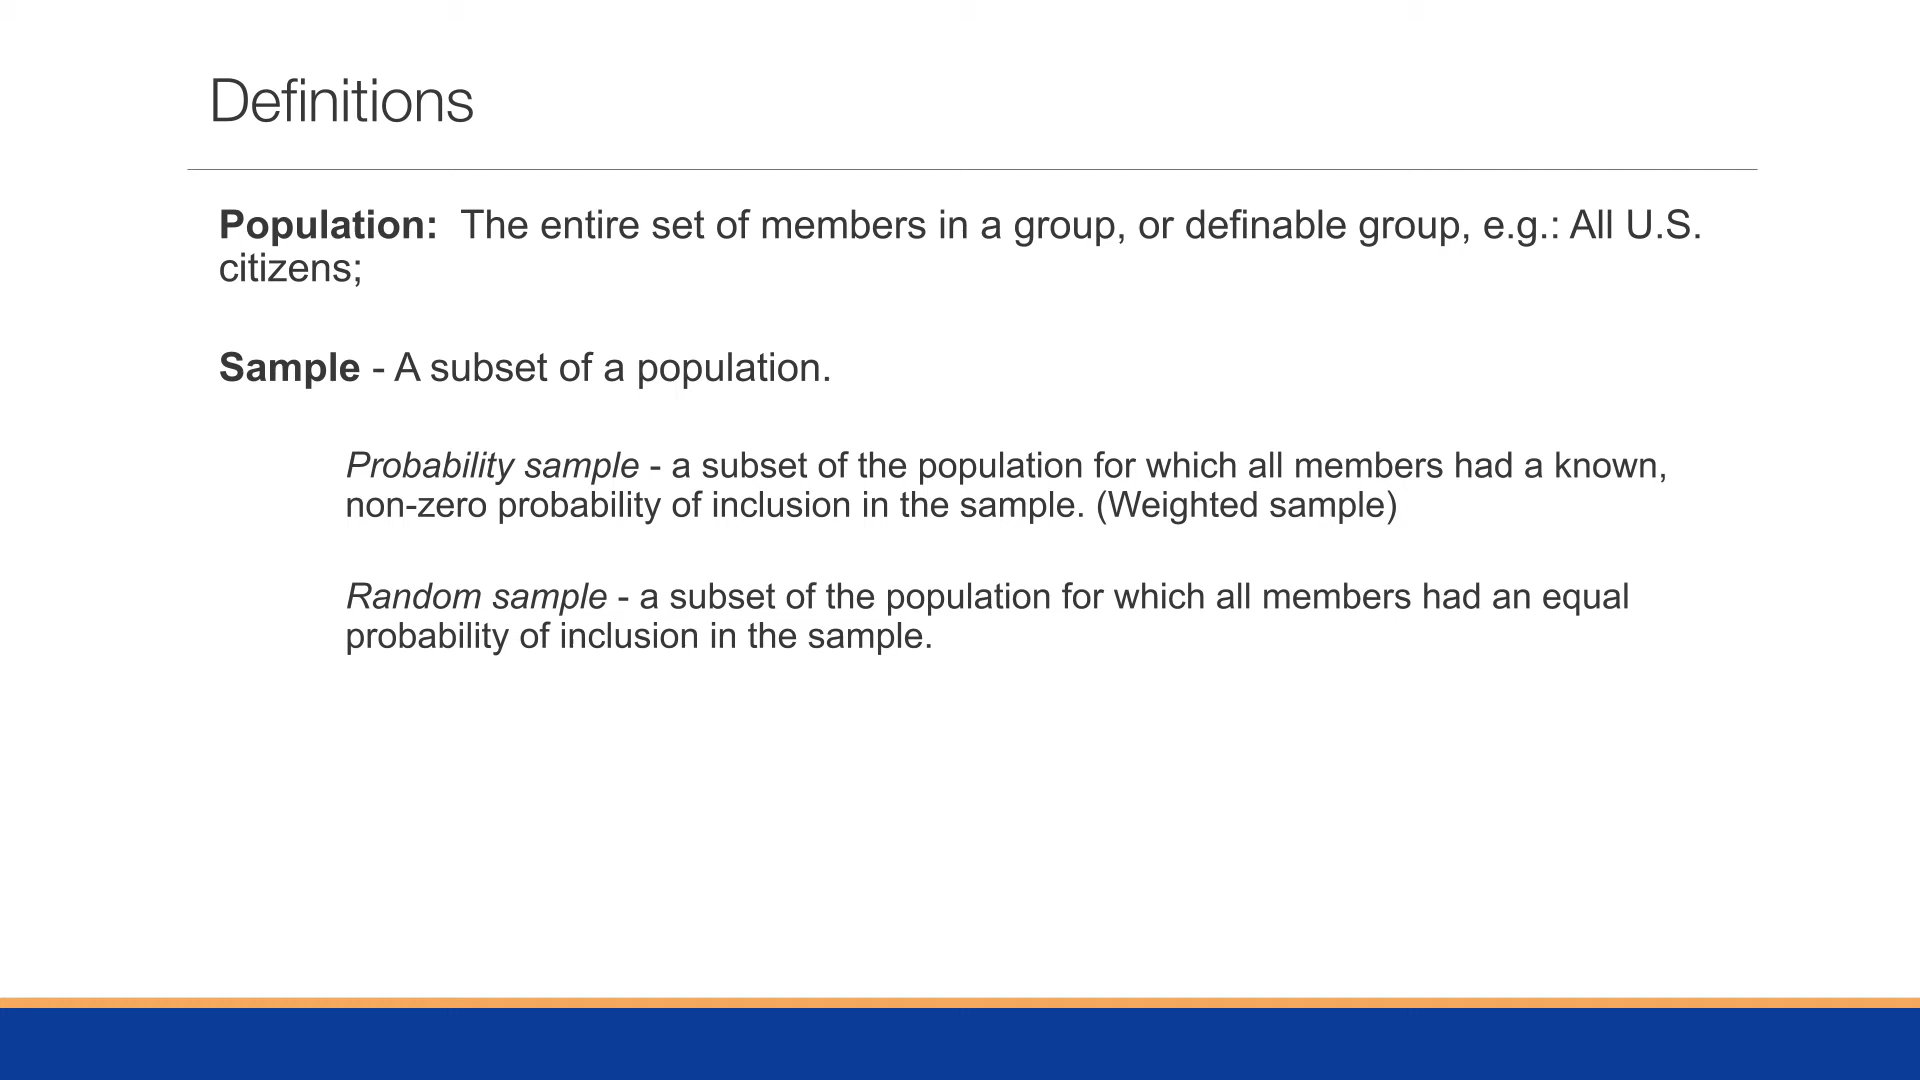 Definitions
Population:  The entire set of members in a group, or definable group, e.g.: All U.S.
citizens;
Sample - A subset of a population.
Probability sample - a subset of the population for which all members had a known,
non-zero probability of inclusion in the sample. (Weighted sample)
Random sample - a subset of the population for which all members had an equal
probability of inclusion in the sample.